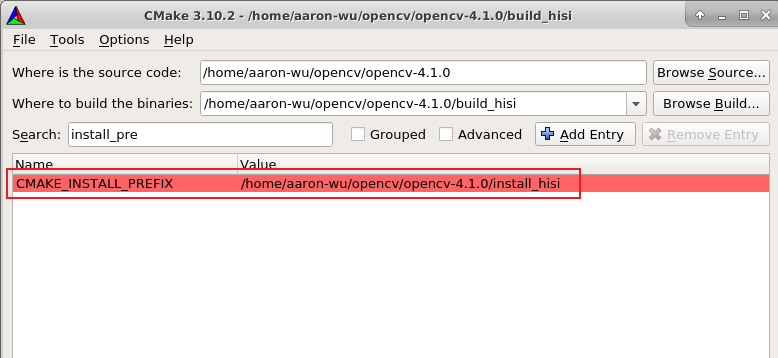 CMake 3.10.2 - /home/aaron-wu/opencv/opencv-4.1.0/build_hisi
File Tools Options Help
Where is the source code: /home/aaron-wu/opencv/opencv-4.1.0 Browse Source...
Where to build the binaries: /home/aaron-wu/opencv/opencv-4.1.0/build_hisi Browse Build...
Search: install_pre Grouped Advanced Add Entry Remove Entry
Name Value
CMAKE_INSTALL_PREFIX /home/aaron-wu/opencv/opencv-4.1.0/install_hisi